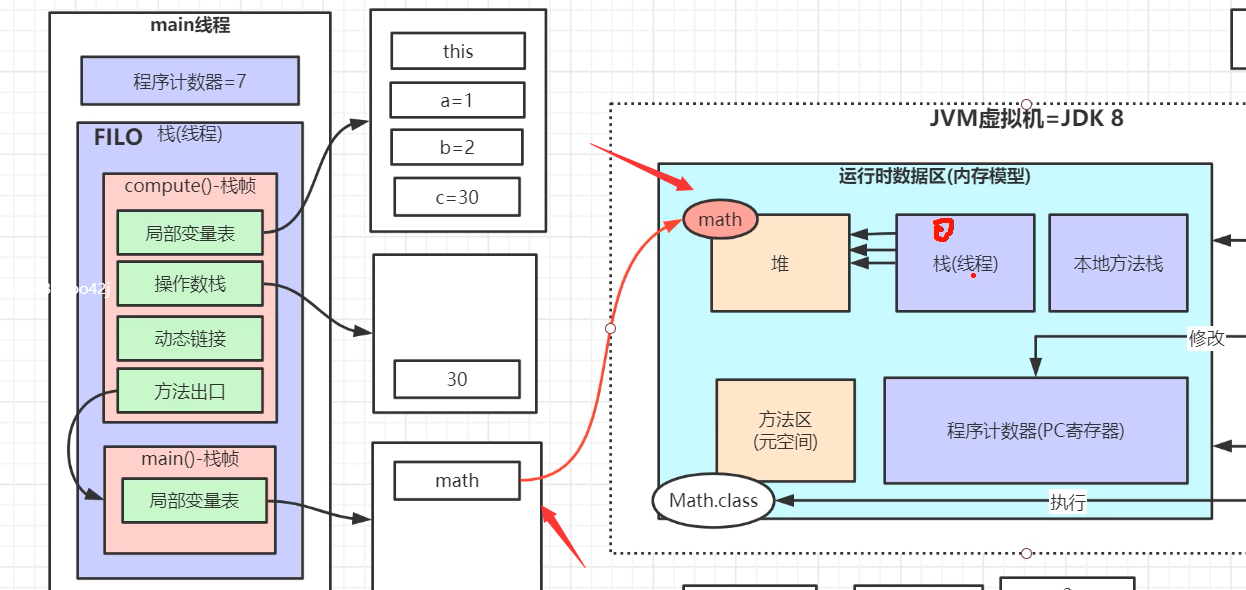 main线程
程序计数器=7
FILO 栈(线程)
compute()-栈帧
局部变量表
操作数栈
动态链接
方法出口
main()-栈帧
局部变量表
this
a=1
b=2
c=30
30
math
JVM虚拟机=JDK 8
运行时数据区(内存模型)
math
堆
栈(线程)
本地方法栈
修改
方法区
(元空间)
程序计数器(PC寄存器)
Math.class
执行